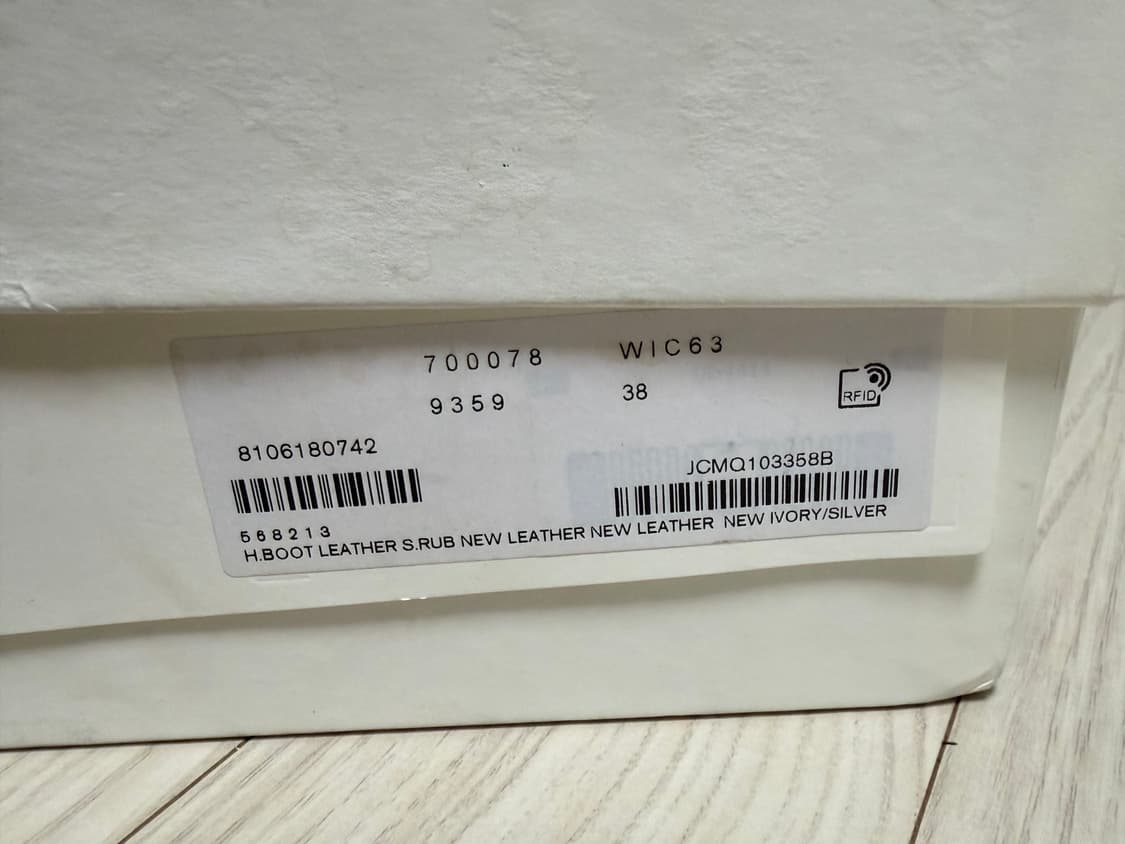 700078 WIC63
9359 38
RFID
8106180742
JCMQ103358B
568213
H.BOOT LEATHER S.RUB NEW LEATHER NEW LEATHER NEW IVORY/SILVER